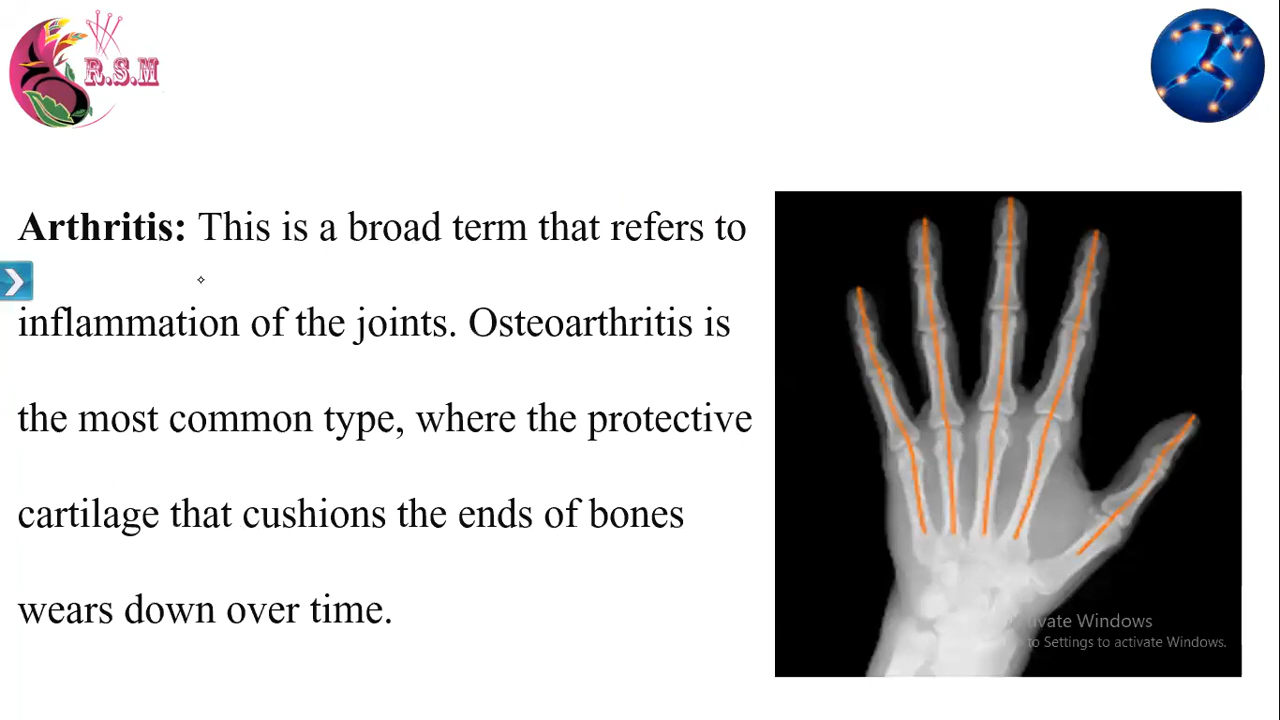 R.S.M
Arthritis: This is a broad term that refers to
inflammation of the joints. Osteoarthritis is
the most common type, where the protective
cartilage that cushions the ends of bones
wears down over time.
ivate Windows
to Settings to activate Windows.